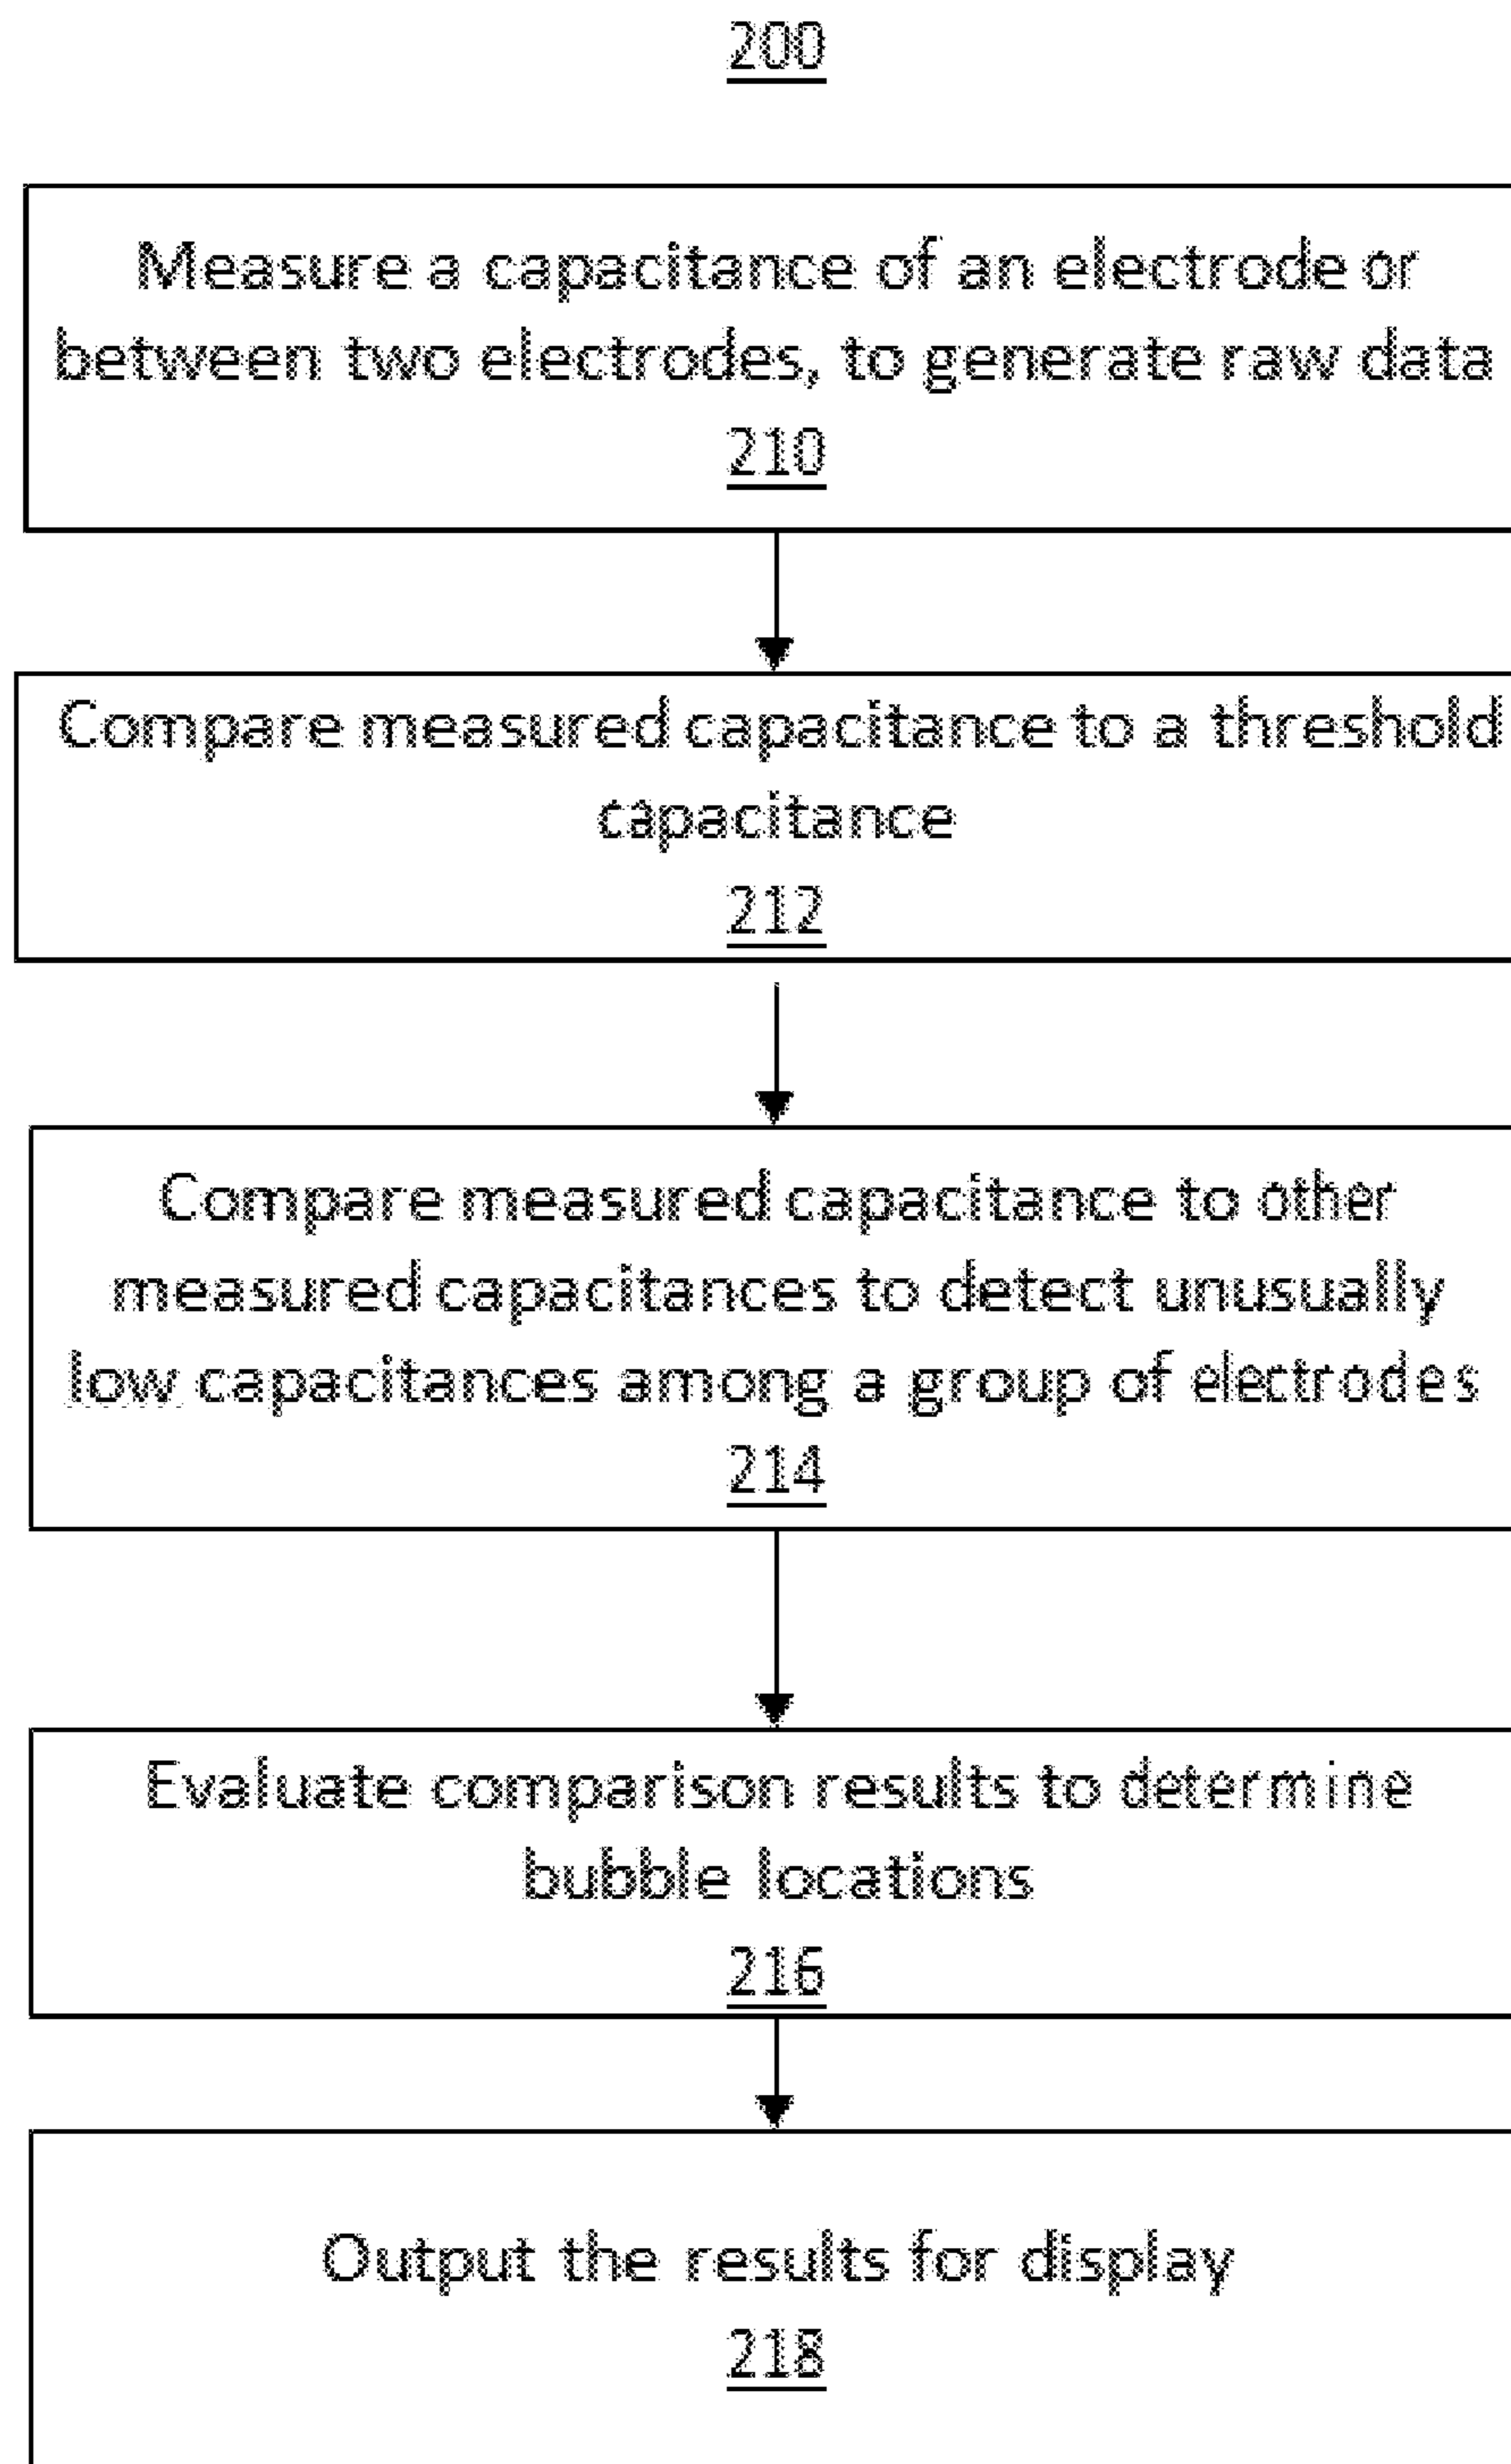 200
Measure a capacitance of an electrode or
between two electrodes, to generate raw data
210
Compare measured capacitance to a threshold
capacitance
212
Compare measured capacitance to other
measured capacitances to detect unusually
low capacitances among a group of electrodes
214
Evaluate comparison results to determine
bubble locations
216
Output the results for display
218